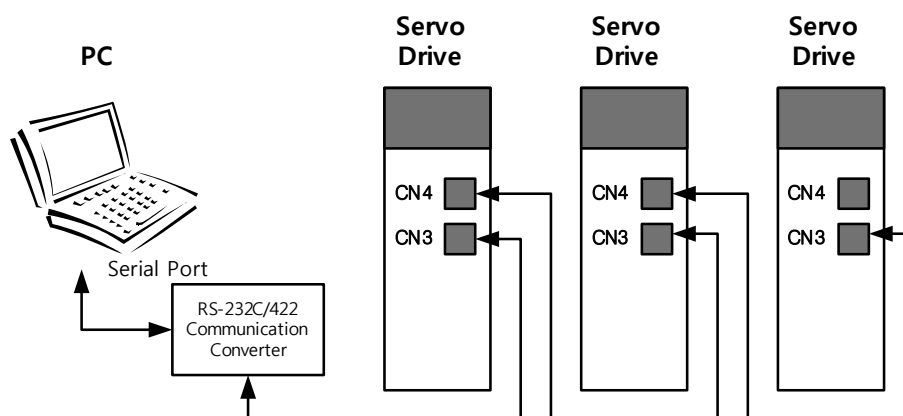 PC
Serial Port
RS-232C/422
Communication
Converter
Servo
Drive
CN4
CN3
Servo
Drive
CN4
CN3
Servo
Drive
CN4
CN3